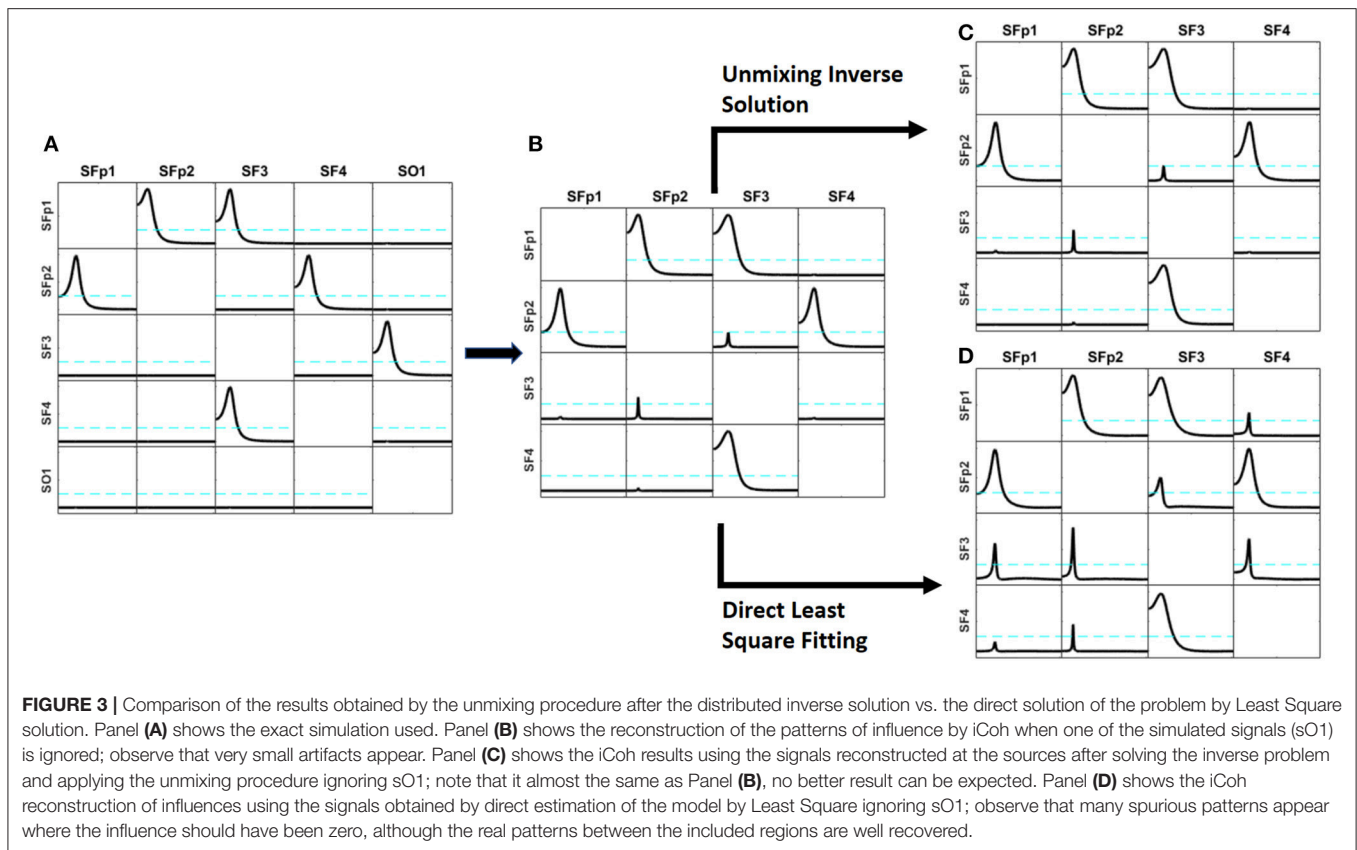 A
SFp1 SFp2 SF3 SF4 SO1
SFp1
SFp2
SF3
SF4
SO1
B
SFp1 SFp2 SF3 SF4
SFp1
SFp2
SF3
SF4
Unmixing Inverse
Solution
Direct Least
Square Fitting
C
SFp1 SFp2 SF3 SF4
SFp1
SFp2
SF3
SF4
D
SFp1 SFp2 SF3 SF4
SFp1
SFp2
SF3
SF4
FIGURE 3 | Comparison of the results obtained by the unmixing procedure after the distributed inverse solution vs. the direct solution of the problem by Least Square
solution. Panel (A) shows the exact simulation used. Panel (B) shows the reconstruction of the patterns of influence by iCoh when one of the simulated signals (sO1)
is ignored; observe that very small artifacts appear. Panel (C) shows the iCoh results using the signals reconstructed at the sources after solving the inverse problem
and applying the unmixing procedure ignoring sO1; note that it almost the same as Panel (B), no better result can be expected. Panel (D) shows the iCoh
reconstruction of influences using the signals obtained by direct estimation of the model by Least Square ignoring sO1; observe that many spurious patterns appear
where the influence should have been zero, although the real patterns between the included regions are well recovered.